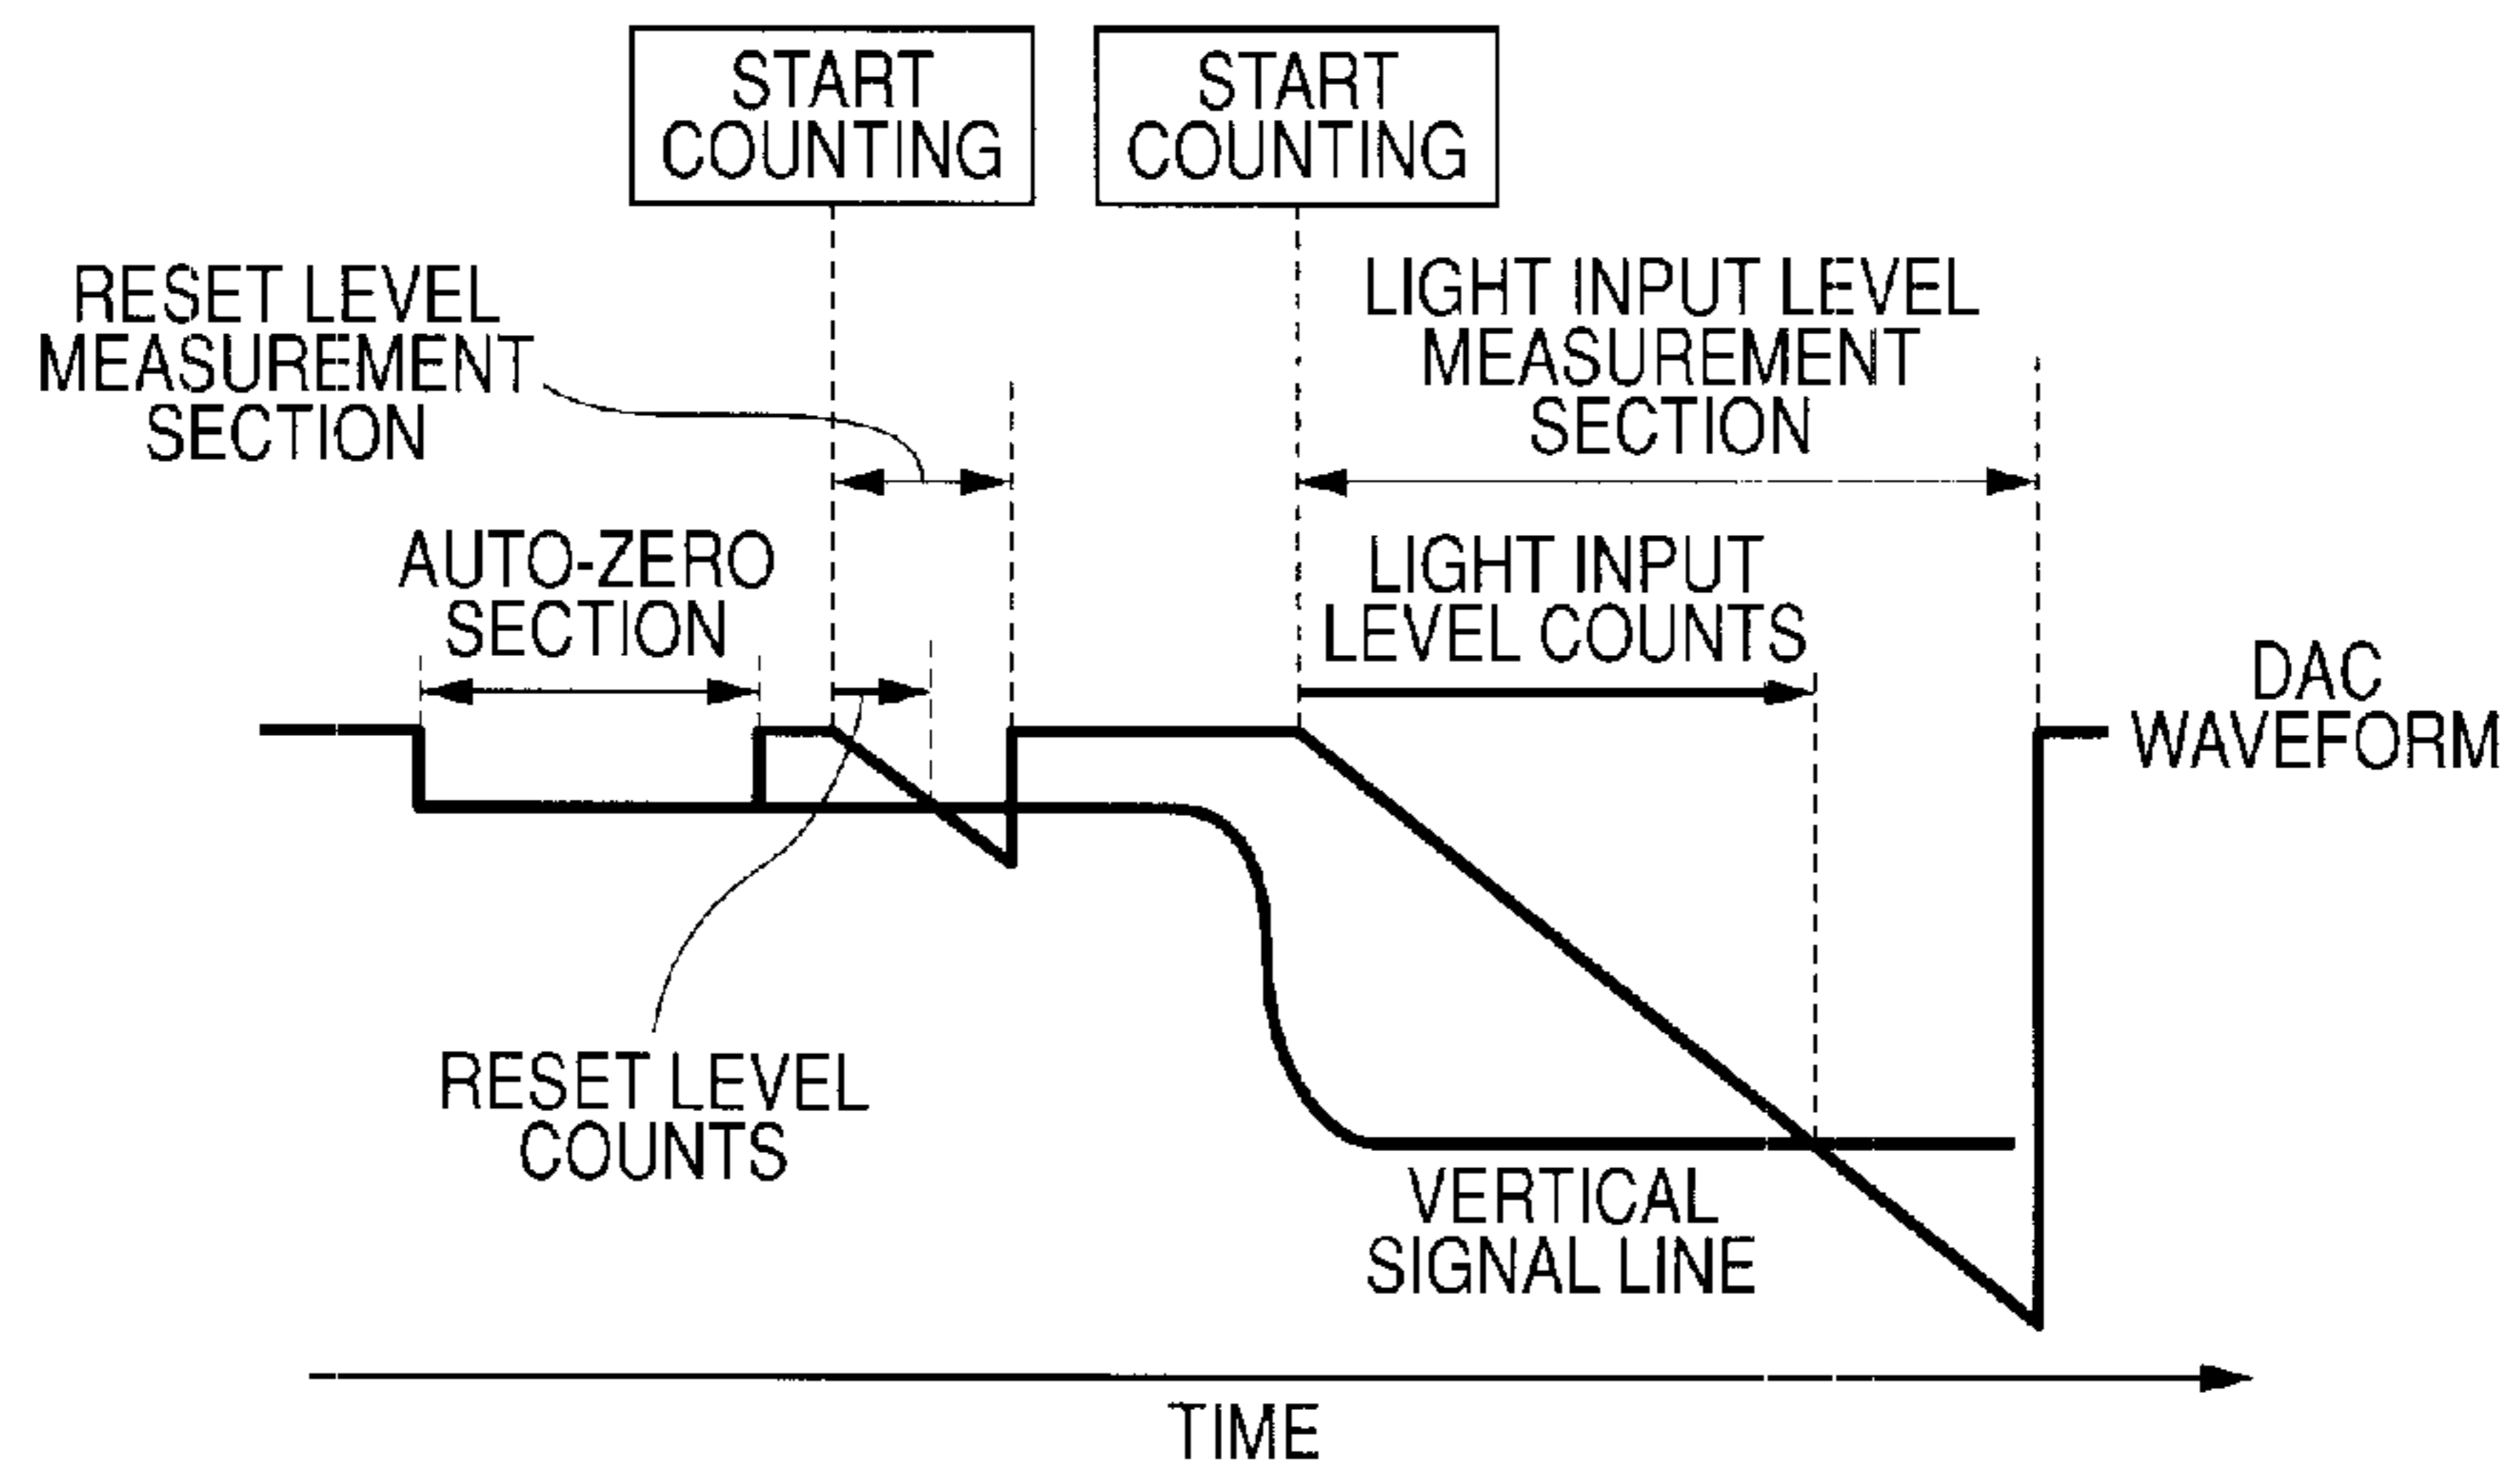 START
COUNTING
START
COUNTING
RESET LEVEL
MEASUREMENT
SECTION
LIGHT INPUT LEVEL
MEASUREMENT
SECTION
AUTO-ZERO
SECTION
LIGHT INPUT
LEVEL COUNTS
DAC
WAVEFORM
RESET LEVEL
COUNTS
VERTICAL
SIGNAL LINE
TIME